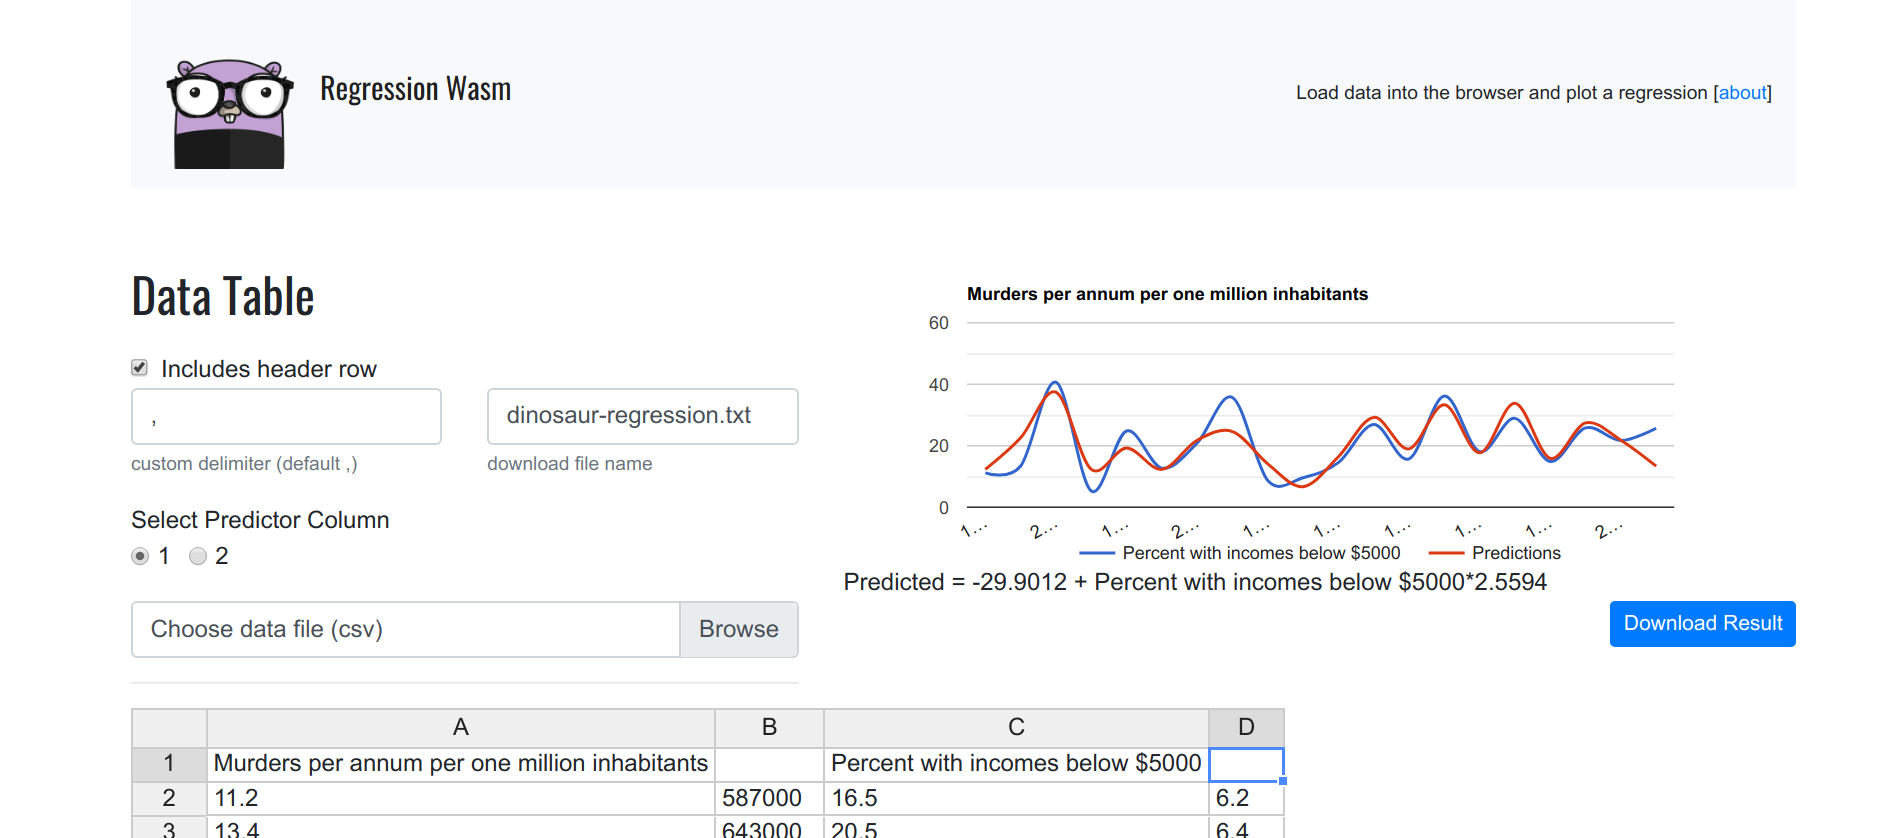 Regression Wasm
Load data into the browser and plot a regression [about]
Data Table
Includes header row
,
dinosaur-regression.txt
custom delimiter (default ,)
download file name
Select Predictor Column
1 2
Choose data file (csv)
Browse
Murders per annum per one million inhabitants
60
40
20
0
1... 2... 1... 2... 1... 1... 1... 1... 1... 2...
Percent with incomes below $5000 Predictions
Predicted = -29.9012 + Percent with incomes below $5000*2.5594
Download Result
A B C D
1 Murders per annum per one million inhabitants Percent with incomes below $5000
2 11.2 587000 16.5 6.2
3 13.4 643000 20.5 6.4